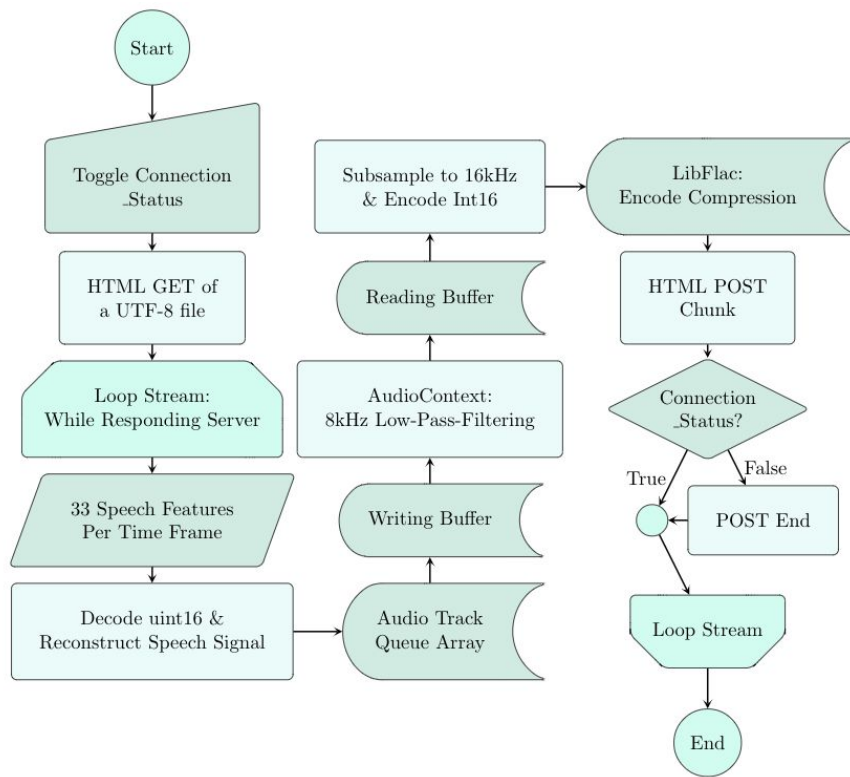 Start
Toggle Connection
_Status
HTML GET of
a UTF-8 file
Loop Stream:
While Responding Server
33 Speech Features
Per Time Frame
Decode uint16 &
Reconstruct Speech Signal
Audio Track
Queue Array
Writing Buffer
AudioContext:
8kHz Low-Pass-Filtering
Reading Buffer
Subsample to 16kHz
& Encode Int16
LibFlac:
Encode Compression
HTML POST
Chunk
Connection
_Status?
True
False
POST End
Loop Stream
End